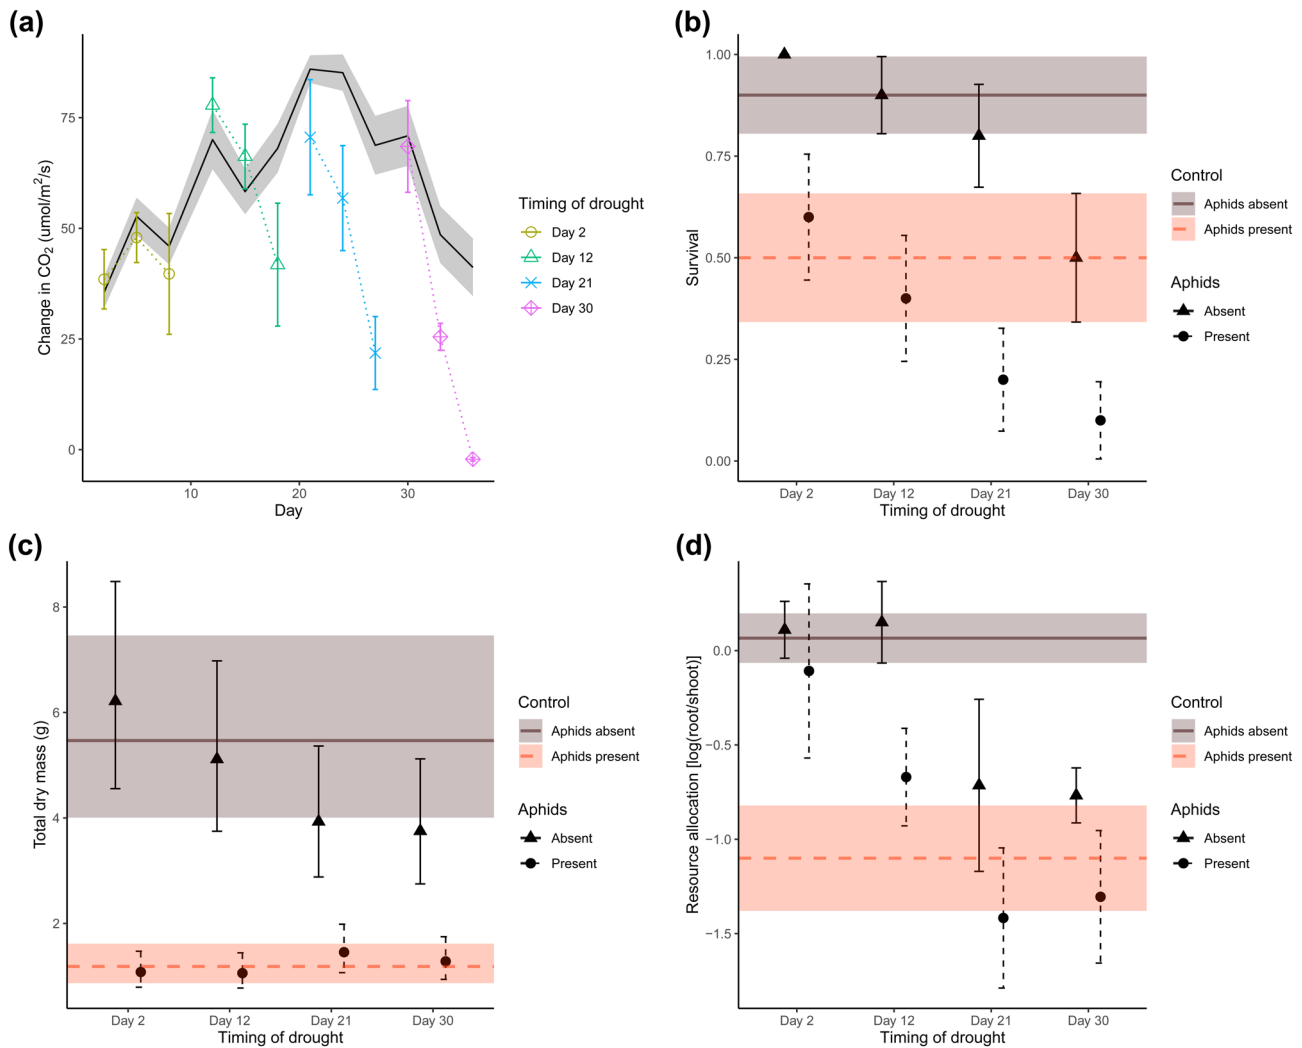 (a)
Change in CO2 (umol/m²/s)
75
50
25
0
10
20
30
Day
Timing of drought
Day 2
Day 12
Day 21
Day 30
(b)
Survival
1.00
0.75
0.50
0.25
0.00
Day 2
Day 12
Day 21
Day 30
Timing of drought
Control
Aphids absent
Aphids present
Aphids
Absent
Present
(c)
Total dry mass (g)
8
6
4
2
Day 2
Day 12
Day 21
Day 30
Timing of drought
Control
Aphids absent
Aphids present
Aphids
Absent
Present
(d)
Resource allocation [log(root/shoot)]
0.0
−0.5
−1.0
−1.5
Day 2
Day 12
Day 21
Day 30
Timing of drought
Control
Aphids absent
Aphids present
Aphids
Absent
Present